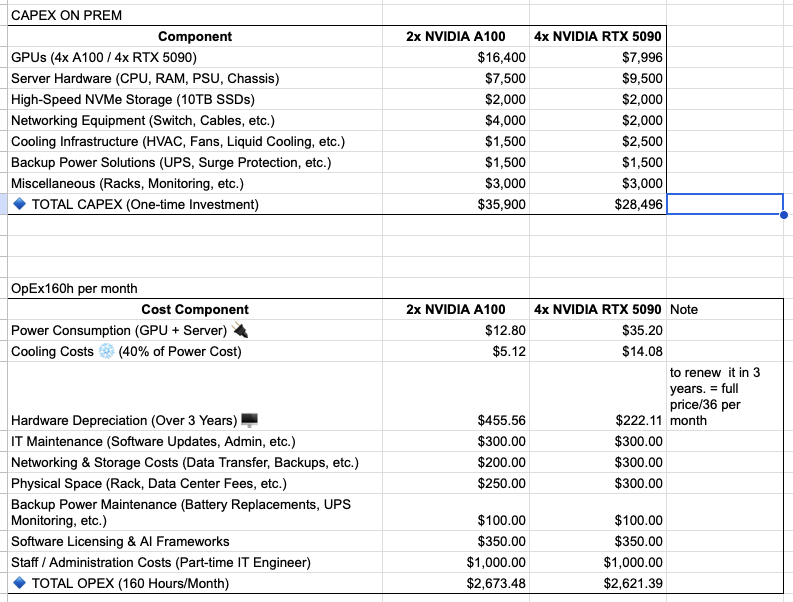 CAPEX ON PREM
Component 2x NVIDIA A100 4x NVIDIA RTX 5090
GPUs (4x A100 / 4x RTX 5090) $16,400 $7,996
Server Hardware (CPU, RAM, PSU, Chassis) $7,500 $9,500
High-Speed NVMe Storage (10TB SSDs) $2,000 $2,000
Networking Equipment (Switch, Cables, etc.) $4,000 $2,000
Cooling Infrastructure (HVAC, Fans, Liquid Cooling, etc.) $1,500 $2,500
Backup Power Solutions (UPS, Surge Protection, etc.) $1,500 $1,500
Miscellaneous (Racks, Monitoring, etc.) $3,000 $3,000
🔹 TOTAL CAPEX (One-time Investment) $35,900 $28,496
OpEx160h per month
Cost Component 2x NVIDIA A100 4x NVIDIA RTX 5090 Note
Power Consumption (GPU + Server) 🔌 $12.80 $35.20
Cooling Costs ❄️ (40% of Power Cost) $5.12 $14.08
to renew it in 3
years. = full
price/36 per
Hardware Depreciation (Over 3 Years) 🖥️ $455.56 $222.11 month
IT Maintenance (Software Updates, Admin, etc.) $300.00 $300.00
Networking & Storage Costs (Data Transfer, Backups, etc.) $200.00 $300.00
Physical Space (Rack, Data Center Fees, etc.) $250.00 $300.00
Backup Power Maintenance (Battery Replacements, UPS
Monitoring, etc.) $100.00 $100.00
Software Licensing & AI Frameworks $350.00 $350.00
Staff / Administration Costs (Part-time IT Engineer) $1,000.00 $1,000.00
🔹 TOTAL OPEX (160 Hours/Month) $2,673.48 $2,621.39